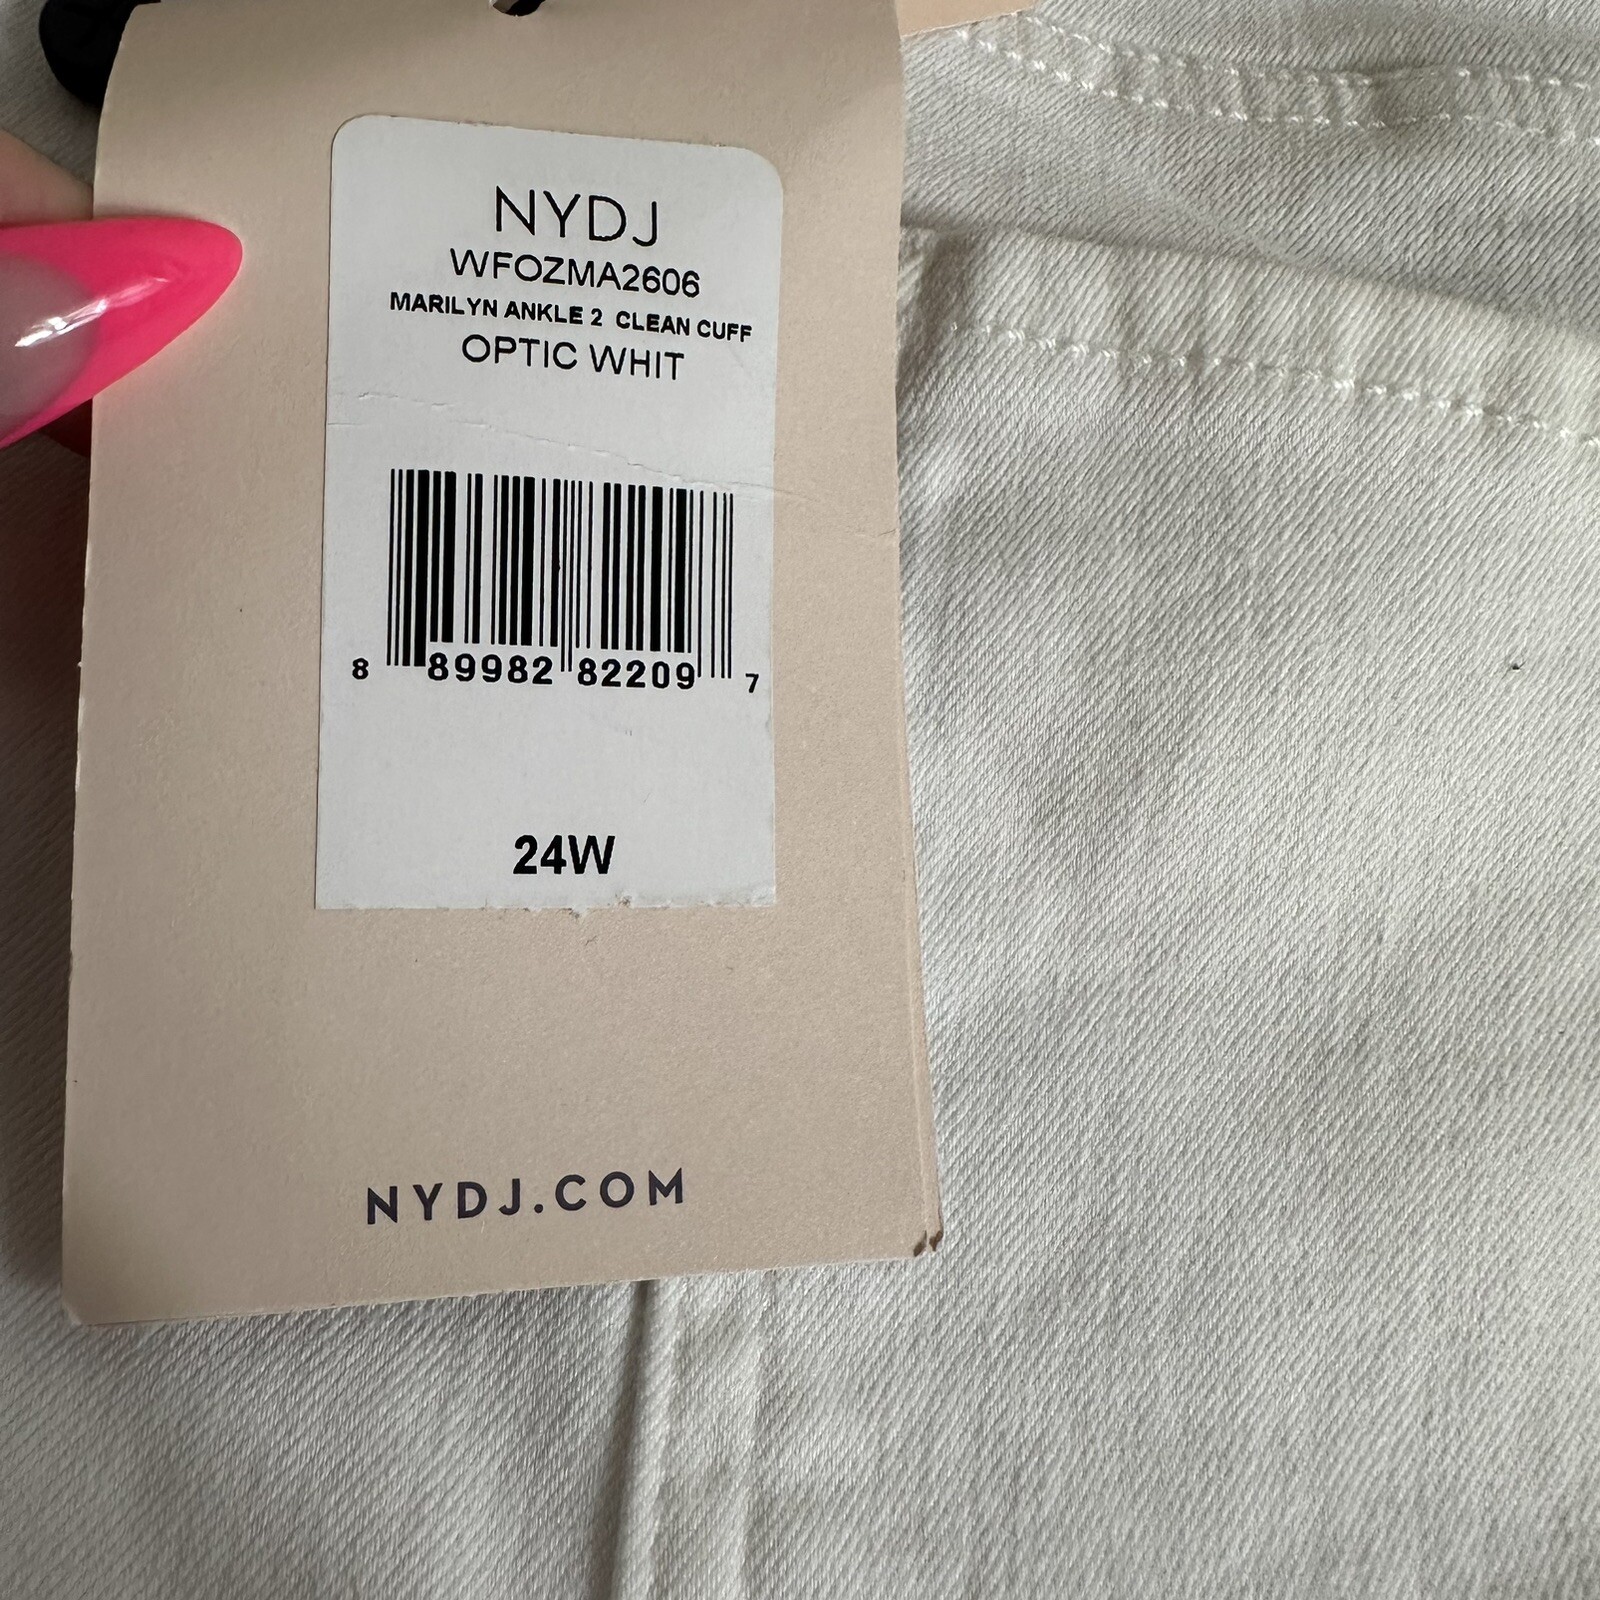 NYDJ
WFOZMA2606
MARILYN ANKLE 2 CLEAN CUFF
OPTIC WHIT
8 89982 82209 7
24W
NYDJ.COM